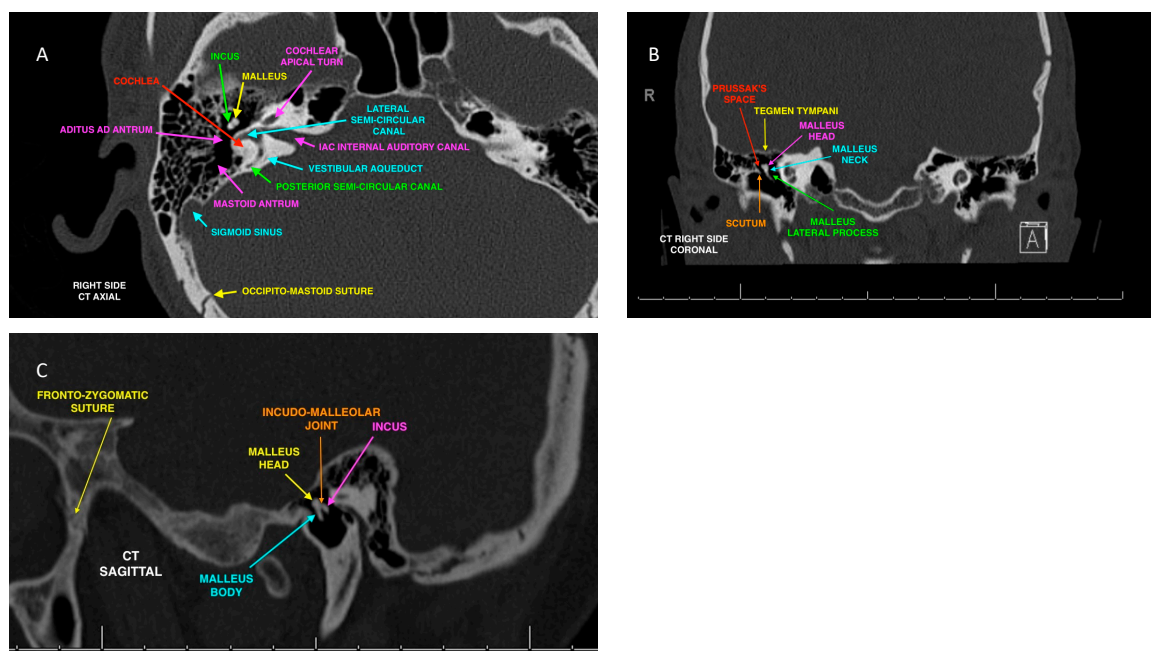 A
INCUS
COCHLEAR
APICAL TURN
MALLEUS
COCHLEA
LATERAL
SEMI-CIRCULAR
CANAL
ADITUS AD ANTRUM
IAC INTERNAL AUDITORY CANAL
VESTIBULAR AQUEDUCT
POSTERIOR SEMI-CIRCULAR CANAL
MASTOID ANTRUM
SIGMOID SINUS
RIGHT SIDE
CT AXIAL
OCCIPITO-MASTOID SUTURE
B
R
PRUSSAK'S
SPACE
TEGMEN TYMPANI
MALLEUS
HEAD
MALLEUS
NECK
SCUTUM
MALLEUS
LATERAL PROCESS
CT RIGHT SIDE
CORONAL
A
C
FRONTO-ZYGOMATIC
SUTURE
INCUDO-MALLEOLAR
JOINT
INCUS
MALLEUS
HEAD
CT
SAGITTAL
MALLEUS
BODY